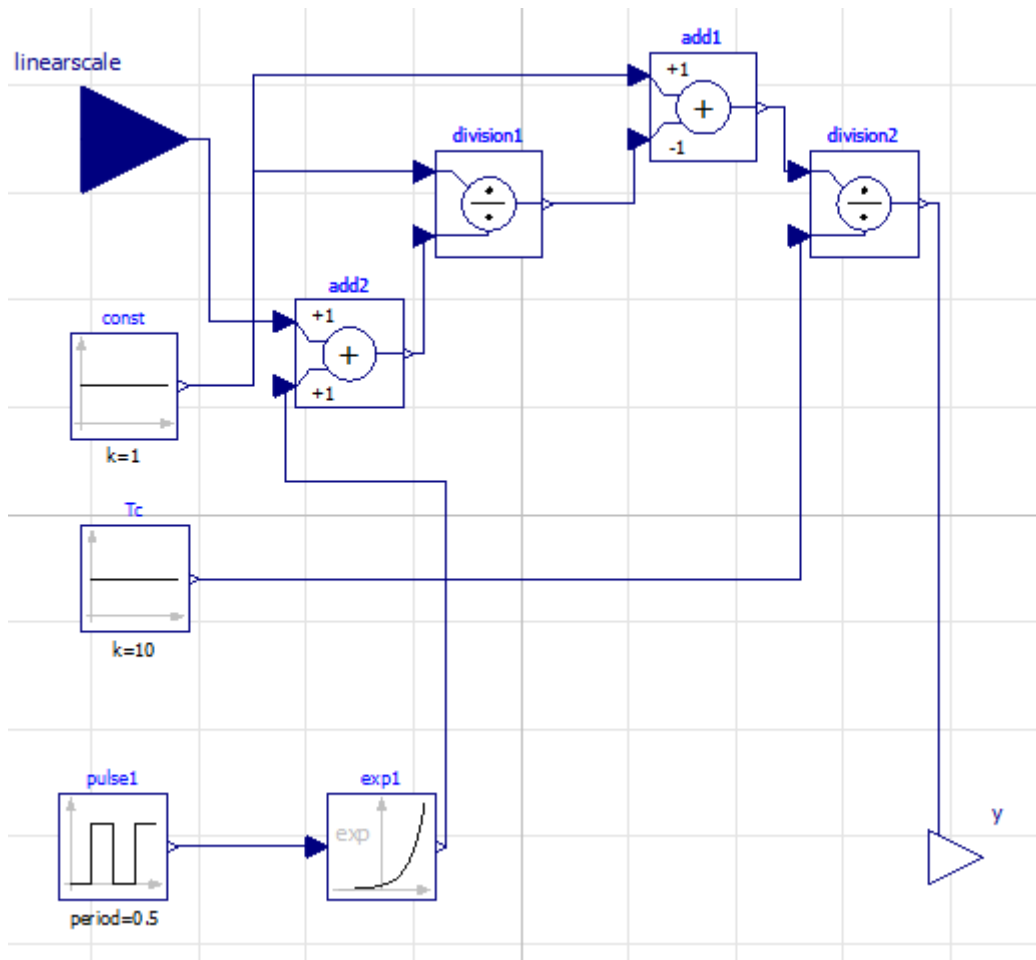 add1
linearscale
+1
+
-1
division1
division2
÷
÷
add2
+1
+
+1
const
k=1
Tc
k=10
pulse1
exp1
exp
y
period=0.5